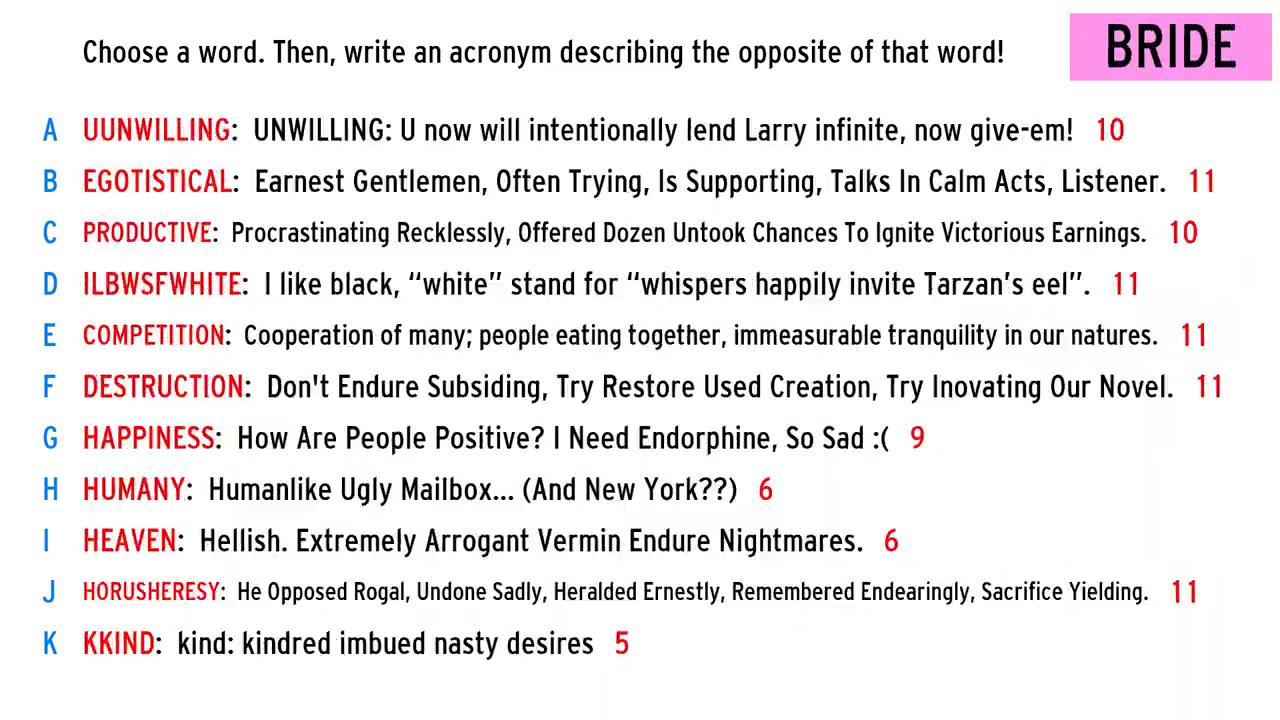 Choose a word. Then, write an acronym describing the opposite of that word!
BRIDE
A UUNWILLING: UNWILLING: U now will intentionally lend Larry infinite, now give-em! 10
B EGOTISTICAL: Earnest Gentlemen, Often Trying, Is Supporting, Talks In Calm Acts, Listener. 11
C PRODUCTIVE: Procrastinating Recklessly, Offered Dozen Untook Chances To Ignite Victorious Earnings. 10
D ILBWSFWHITE: I like black, “white” stand for “whispers happily invite Tarzan’s eel”. 11
E COMPETITION: Cooperation of many; people eating together, immeasurable tranquility in our natures. 11
F DESTRUCTION: Don't Endure Subsiding, Try Restore Used Creation, Try Inovating Our Novel. 11
G HAPPINESS: How Are People Positive? I Need Endorphine, So Sad :( 9
H HUMANY: Humanlike Ugly Mailbox... (And New York??) 6
I HEAVEN: Hellish. Extremely Arrogant Vermin Endure Nightmares. 6
J HORUSHERESY: He Opposed Rogal, Undone Sadly, Heralded Ernestly, Remembered Endearingly, Sacrifice Yielding. 11
K KKIND: kind: kindred imbued nasty desires 5